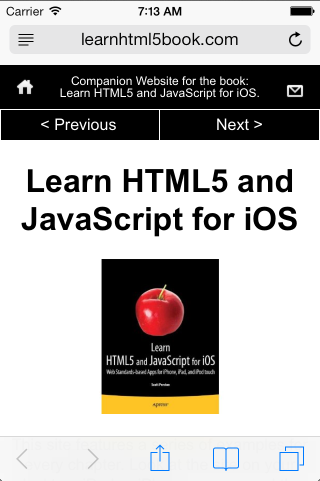 Carrier 7:13 AM
learnhtml5book.com
Companion Website for the book:
Learn HTML5 and JavaScript for iOS.
< Previous Next >
Learn HTML5 and
JavaScript for iOS
Learn
HTML5 and JavaScript for iOS
Web Standards-based Apps for iPhone, iPad, and iPod touch
Scott Preston
Apress